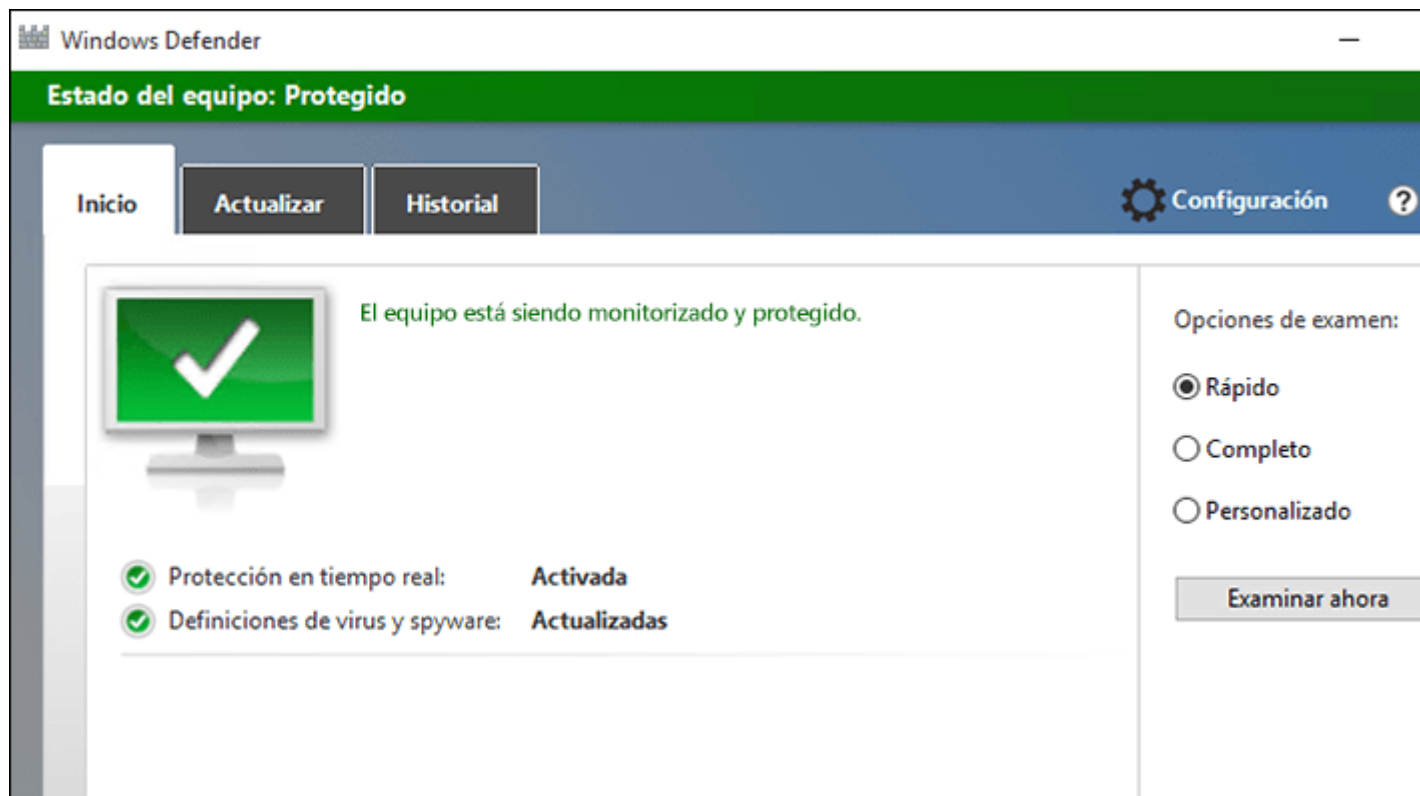 Windows Defender
Estado del equipo: Protegido
Inicio
Actualizar
Historial
Configuración
?
El equipo está siendo monitorizado y protegido.
Protección en tiempo real: Activada
Definiciones de virus y spyware: Actualizadas
Opciones de examen:
Rápido
Completo
Personalizado
Examinar ahora